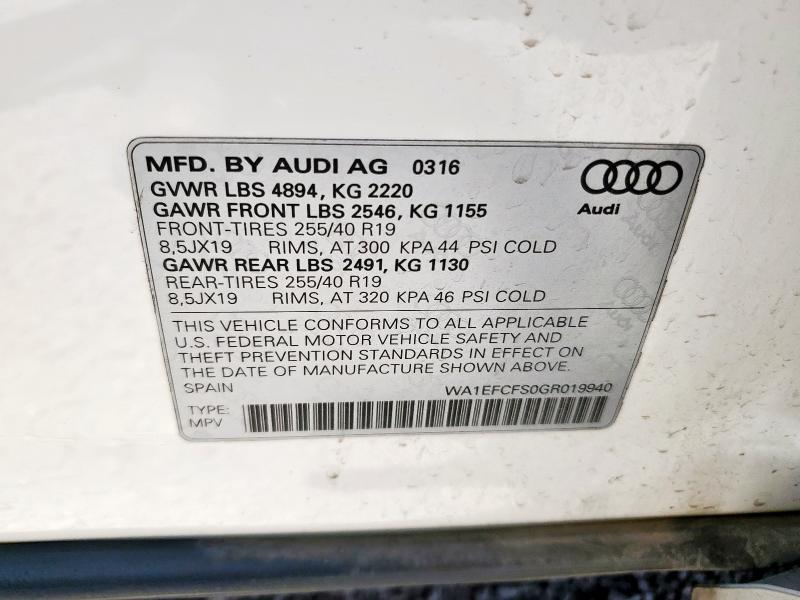 MFD. BY AUDI AG 0316
GVWR LBS 4894, KG 2220
GAWR FRONT LBS 2546, KG 1155
FRONT-TIRES 255/40 R19
8,5JX19 RIMS, AT 300 KPA 44 PSI COLD
GAWR REAR LBS 2491, KG 1130
REAR-TIRES 255/40 R19
8,5JX19 RIMS, AT 320 KPA 46 PSI COLD
Audi
THIS VEHICLE CONFORMS TO ALL APPLICABLE
U.S. FEDERAL MOTOR VEHICLE SAFETY AND
THEFT PREVENTION STANDARDS IN EFFECT ON
THE DATE OF MANUFACTURE SHOWN ABOVE.
SPAIN WA1EFCFS0GR019940
TYPE:
MPV
Audi
Audi